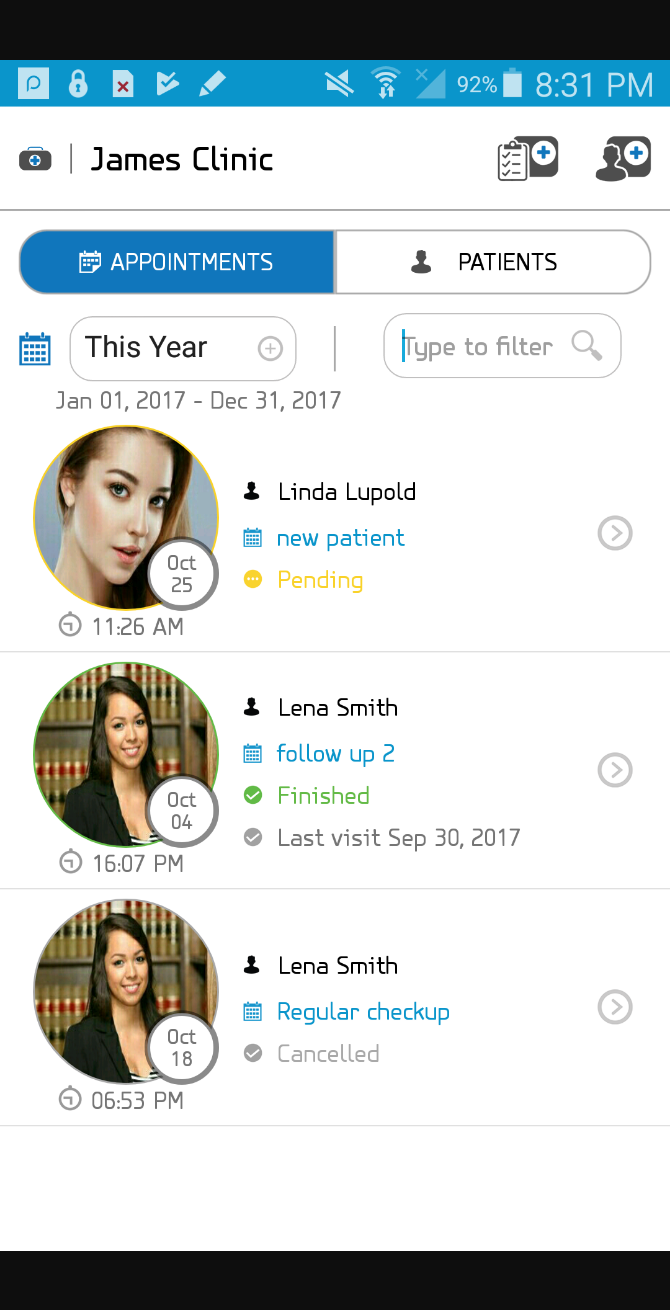 92% 8:31 PM
James Clinic
APPOINTMENTS PATIENTS
This Year Type to filter
Jan 01, 2017 - Dec 31, 2017
Linda Lupold
new patient
Oct
25
Pending
11:26 AM
Lena Smith
follow up 2
Finished
Oct
04
Last visit Sep 30, 2017
16:07 PM
Lena Smith
Regular checkup
Oct
18
Cancelled
06:53 PM